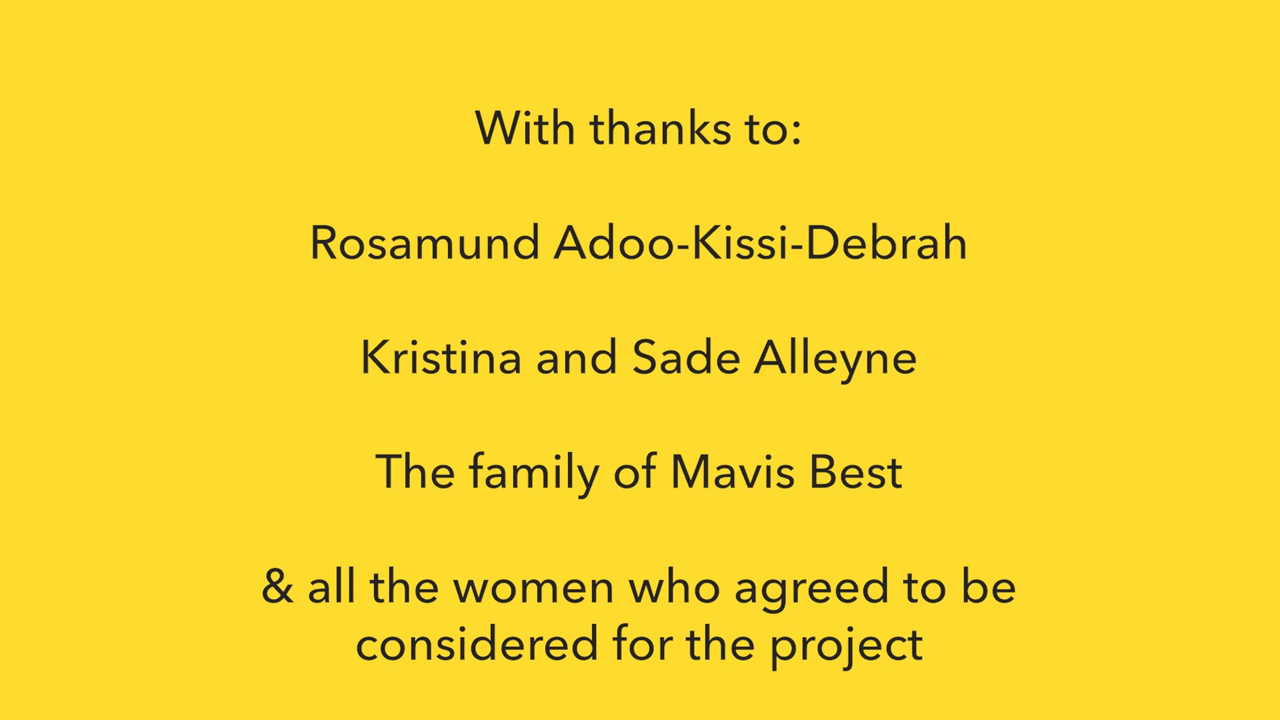 With thanks to:
Rosamund Adoo-Kissi-Debrah
Kristina and Sade Alleyne
The family of Mavis Best
& all the women who agreed to be
considered for the project